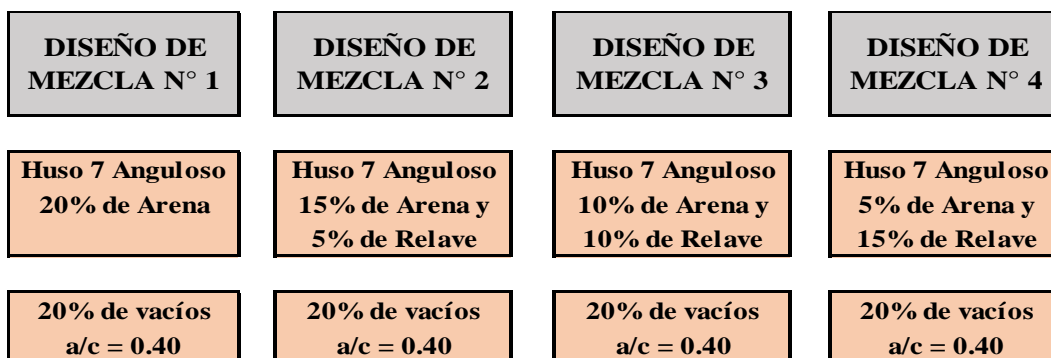 DISEÑO DE
MEZCLA N° 1
DISEÑO DE
MEZCLA N° 2
DISEÑO DE
MEZCLA N° 3
DISEÑO DE
MEZCLA N° 4
Huso 7 Anguloso
20% de Arena
Huso 7 Anguloso
15% de Arena y
5% de Relave
Huso 7 Anguloso
10% de Arena y
10% de Relave
Huso 7 Anguloso
5% de Arena y
15% de Relave
20% de vacíos
a/c = 0.40
20% de vacíos
a/c = 0.40
20% de vacíos
a/c = 0.40
20% de vacíos
a/c = 0.40